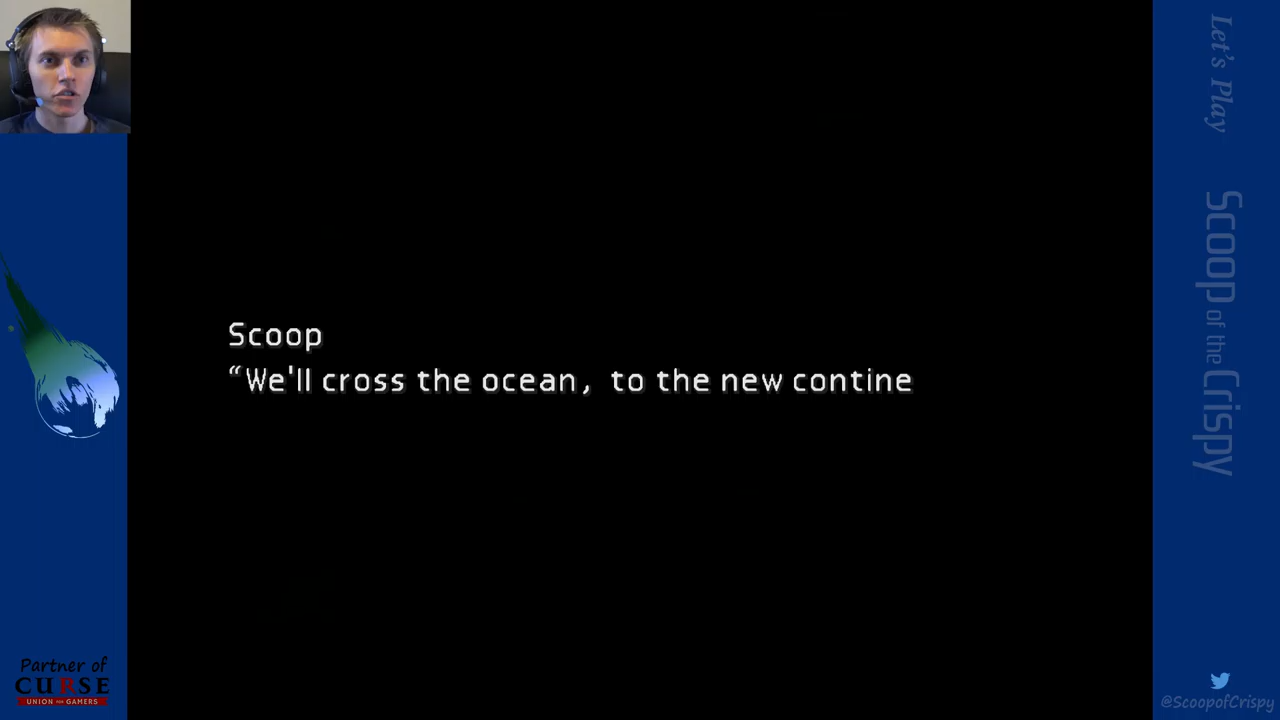 Scoop
“We'll cross the ocean, to the new contine
Let's Play
Scoop of the Crispy
Partner of
CURSE
UNION FOR GAMERS
@ScoopofCrispy